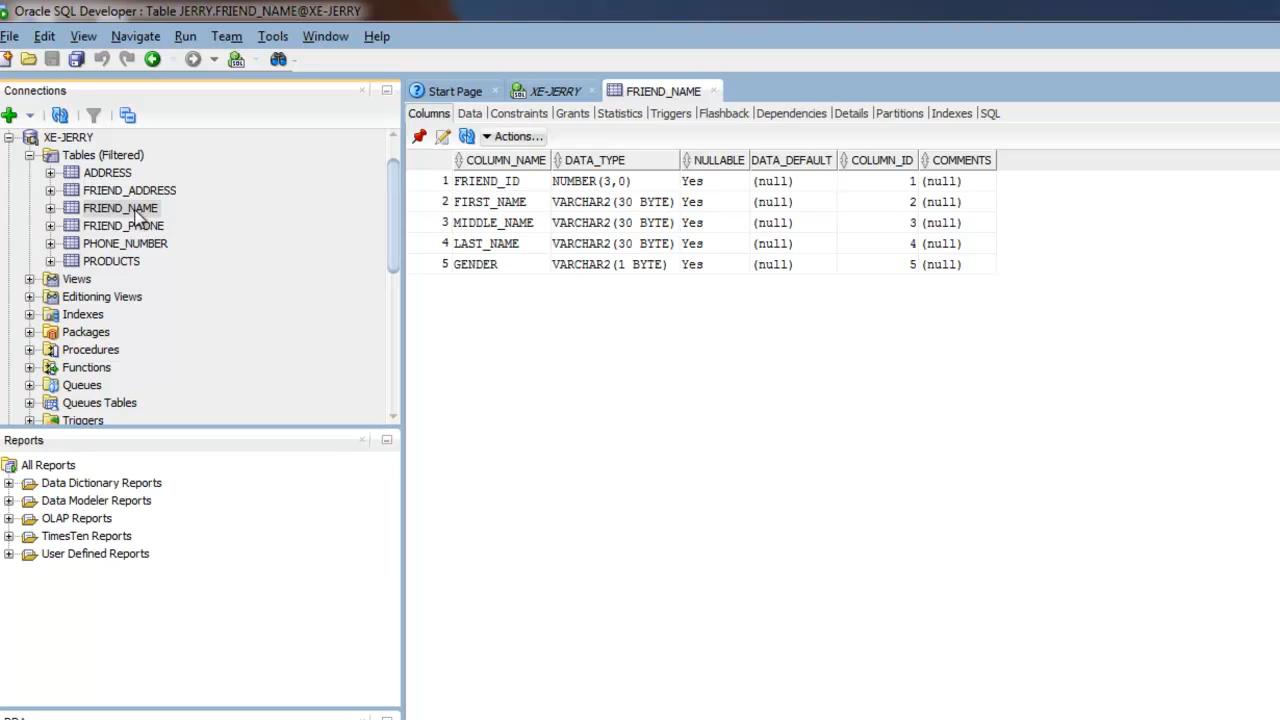 Oracle SQL Developer : Table JERRY.FRIEND_NAME@XE-JERRY
File Edit View Navigate Run Team Tools Window Help
Connections
XE-JERRY
Tables (Filtered)
ADDRESS
FRIEND_ADDRESS
FRIEND_NAME
FRIEND_PHONE
PHONE_NUMBER
PRODUCTS
Views
Editioning Views
Indexes
Packages
Procedures
Functions
Queues
Queues Tables
Triggers
Reports
All Reports
Data Dictionary Reports
Data Modeler Reports
OLAP Reports
TimesTen Reports
User Defined Reports
Start Page XE-JERRY FRIEND_NAME
Columns Data Constraints Grants Statistics Triggers Flashback Dependencies Details Partitions Indexes SQL
Actions...
COLUMN_NAME DATA_TYPE NULLABLE DATA_DEFAULT COLUMN_ID COMMENTS
1 FRIEND_ID NUMBER(3,0) Yes (null) 1 (null)
2 FIRST_NAME VARCHAR2(30 BYTE) Yes (null) 2 (null)
3 MIDDLE_NAME VARCHAR2(30 BYTE) Yes (null) 3 (null)
4 LAST_NAME VARCHAR2(30 BYTE) Yes (null) 4 (null)
5 GENDER VARCHAR2(1 BYTE) Yes (null) 5 (null)